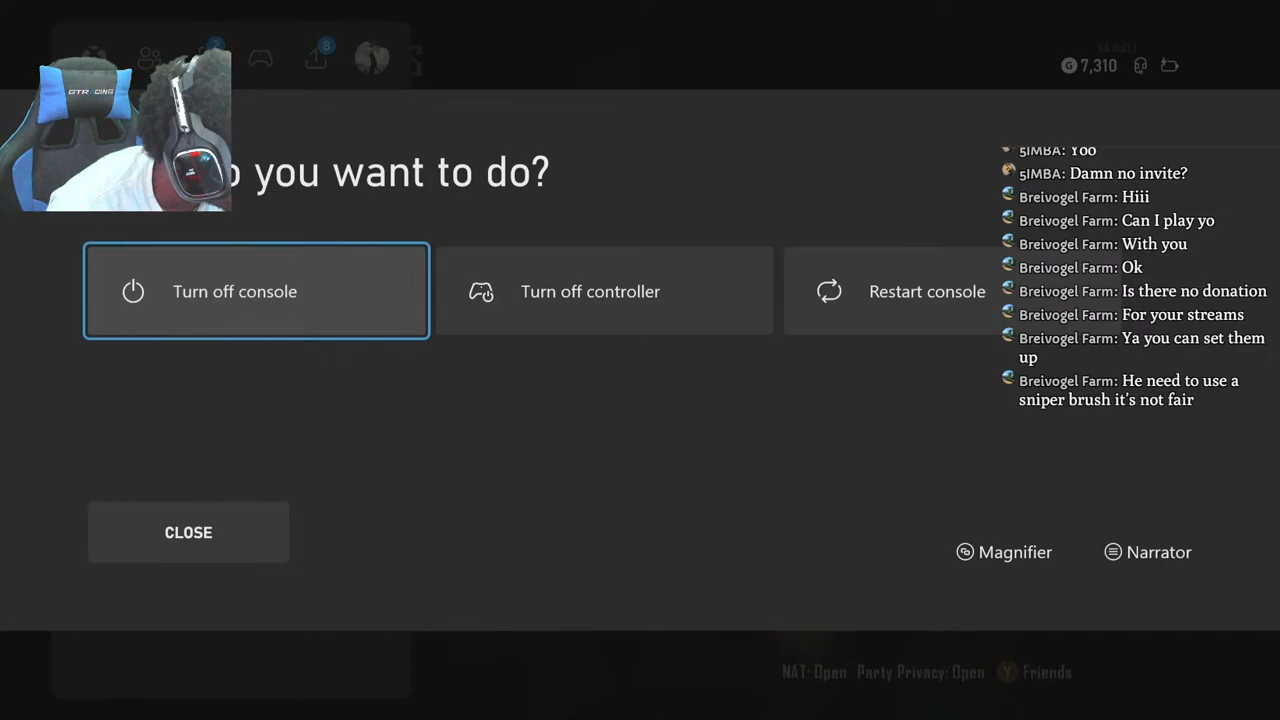 2
8
7,310
GTRACING
o you want to do?
5IMBA: Yoo
5IMBA: Damn no invite?
Breivogel Farm: Hiii
Breivogel Farm: Can I play yo
Breivogel Farm: With you
Breivogel Farm: Ok
Breivogel Farm: Is there no donation
Breivogel Farm: For your streams
Breivogel Farm: Ya you can set them
up
Breivogel Farm: He need to use a
sniper brush it's not fair
Turn off console
Turn off controller
Restart console
CLOSE
Magnifier
Narrator
NAT: Open Party Privacy: Open Y Friends